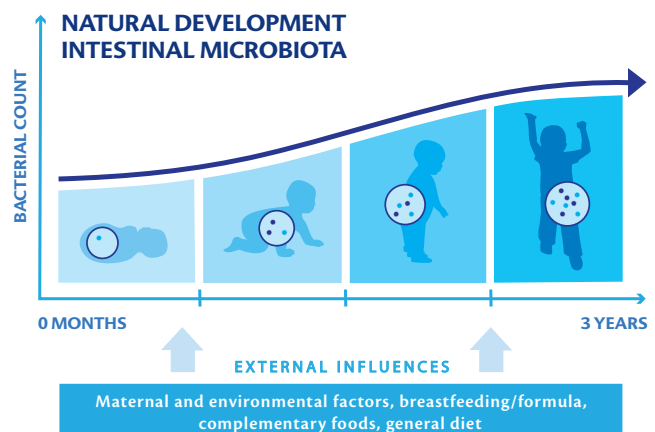 NATURAL DEVELOPMENT
INTESTINAL MICROBIOTA
BACTERIAL COUNT
0 MONTHS
3 YEARS
EXTERNAL INFLUENCES
Maternal and environmental factors, breastfeeding/formula,
complementary foods, general diet